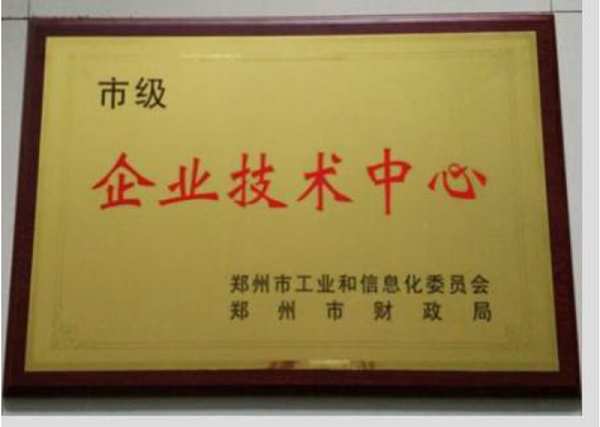 市级
企业技术中心
郑州市工业和信息化委员会
郑州市财政局